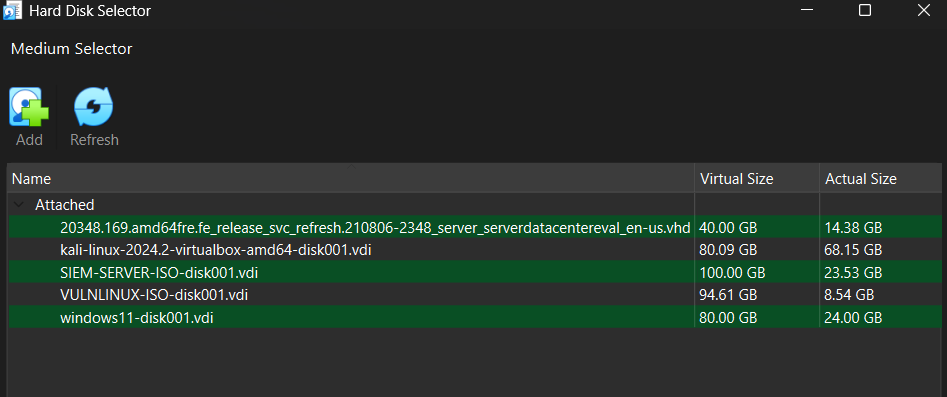 Hard Disk Selector
Medium Selector
Add Refresh
Name Virtual Size Actual Size
Attached
20348.169.amd64fre.fe_release_svc_refresh.210806-2348_server_serverdatacentereval_en-us.vhd 40.00 GB 14.38 GB
kali-linux-2024.2-virtualbox-amd64-disk001.vdi 80.09 GB 68.15 GB
SIEM-SERVER-ISO-disk001.vdi 100.00 GB 23.53 GB
VULNLINUX-ISO-disk001.vdi 94.61 GB 8.54 GB
windows11-disk001.vdi 80.00 GB 24.00 GB